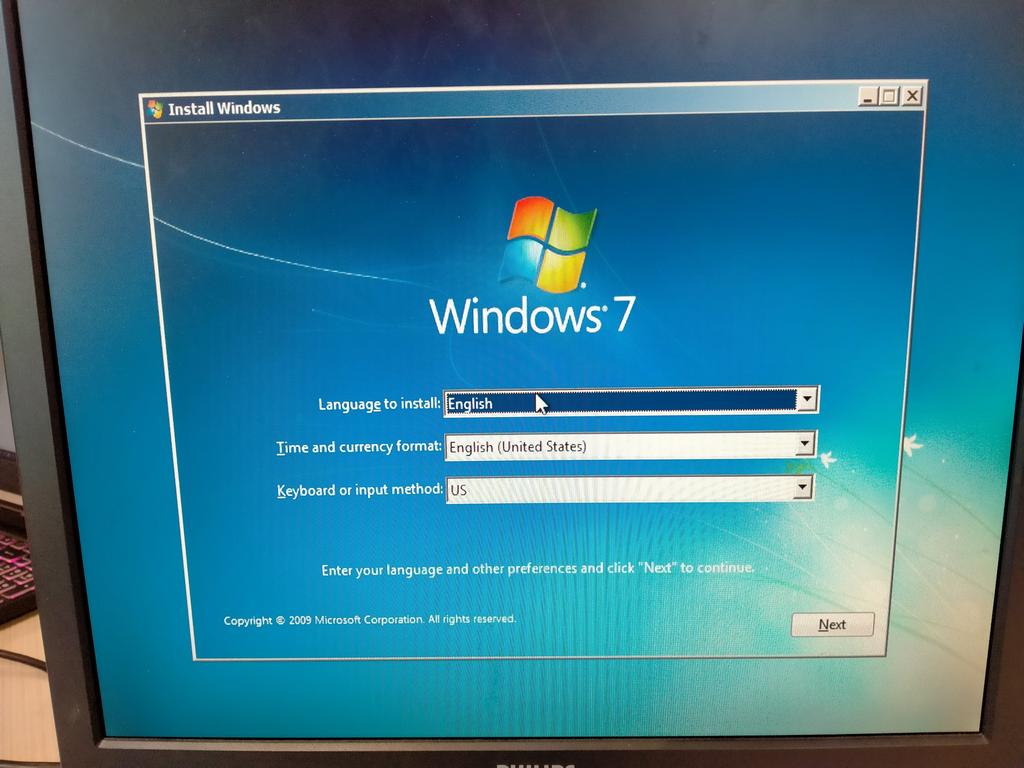 Install Windows
Windows® 7
Language to install: English
Time and currency format: English (United States)
Keyboard or input method: US
Enter your language and other preferences and click "Next" to continue.
Copyright © 2009 Microsoft Corporation. All rights reserved.
Next
PHILIPS